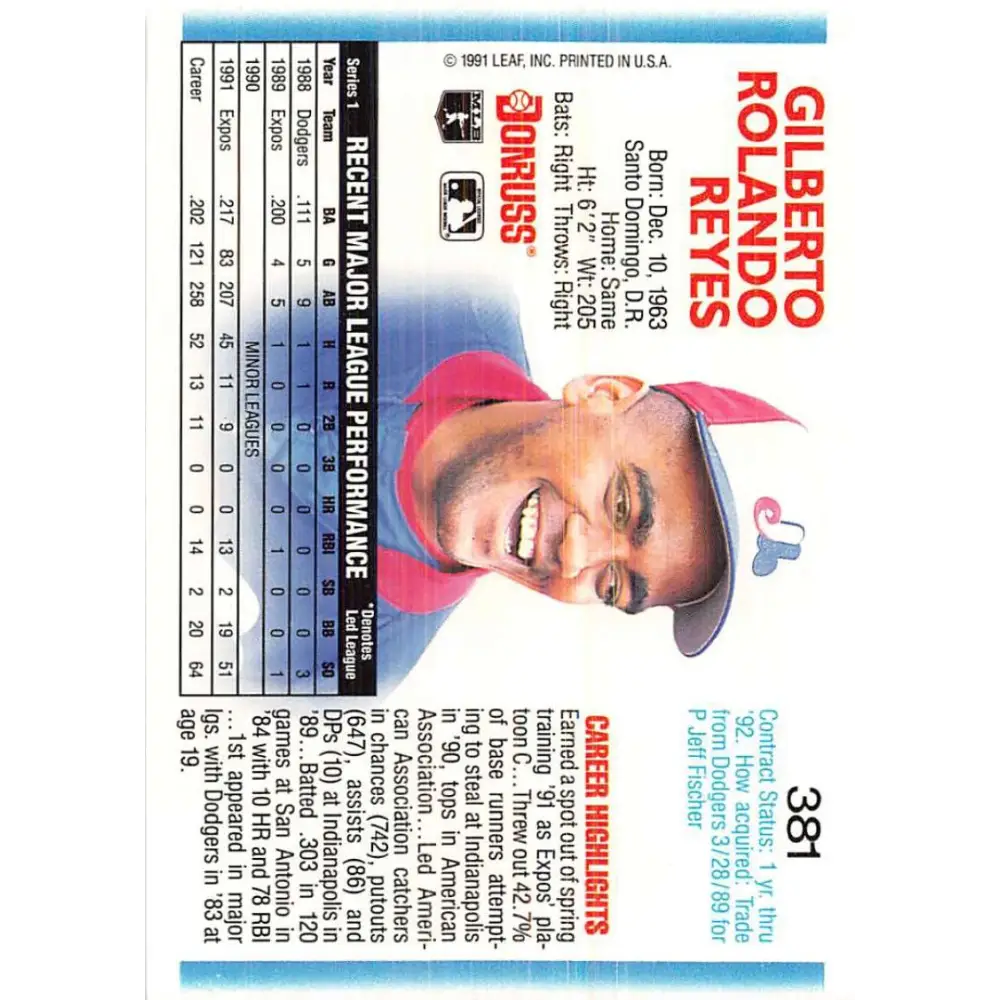 GILBERTO
ROLANDO
REYES
381
Contract Status: 1 yr. thru
'92. How acquired: Trade
from Dodgers 3/28/89 for
P Jeff Fischer
Born: Dec. 10, 1963
Santo Domingo, D.R.
Home: Same
Ht: 6'2" Wt: 205
Bats: Right Throws: Right
DONRUSS®
MLB
© 1991 LEAF, INC. PRINTED IN U.S.A.
CAREER HIGHLIGHTS
Earned a spot out of spring
training '91 as Expos' pla-
toon C...Threw out 42.7%
of base runners attempt-
ing to steal at Indianapolis
in '90, tops in American
Association...Led Ameri-
can Association catchers
in chances (742), putouts
(647), assists (86) and
DPs (10) at Indianapolis in
'89...Batted .303 in 120
games at San Antonio in
'84 with 10 HR and 78 RBI
...1st appeared in major
lgs. with Dodgers in '83 at
age 19.
Series 1 RECENT MAJOR LEAGUE PERFORMANCE *Denotes
Led League
Year Team BA G AB H R 2B 3B HR RBI SB BB SO
1988 Dodgers .111 5 9 1 1 0 0 0 0 0 0 3
1989 Expos .200 4 5 1 0 0 0 0 1 0 0 1
1990 MINOR LEAGUES
1991 Expos .217 83 207 45 11 9 0 0 13 2 19 51
Career .202 121 258 52 13 11 0 0 14 2 20 64